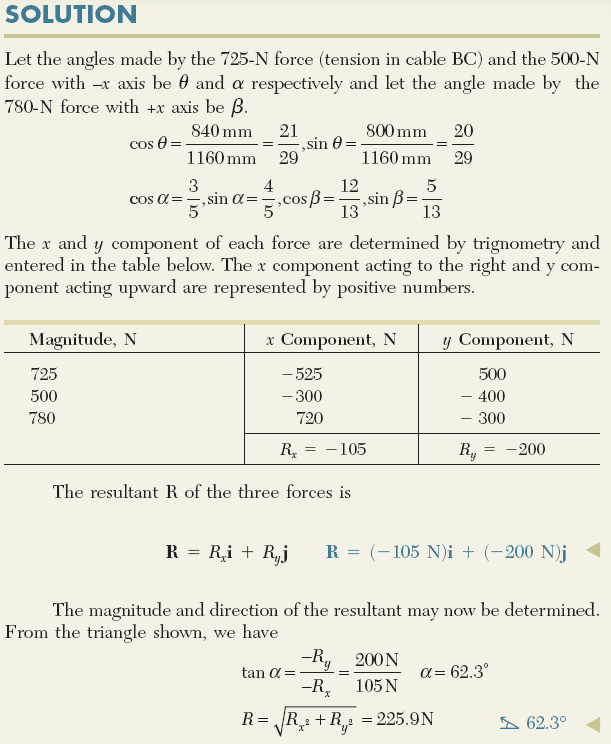 SOLUTION
Let the angles made by the 725-N force (tension in cable BC) and the 500-N
force with –x axis be θ and α respectively and let the angle made by the
780-N force with +x axis be β.
cos θ = 840 mm / 1160 mm = 21 / 29 , sin θ = 800 mm / 1160 mm = 20 / 29
cos α = 3 / 5 , sin α = 4 / 5 , cos β = 12 / 13 , sin β = 5 / 13
The x and y component of each force are determined by trignometry and
entered in the table below. The x component acting to the right and y com-
ponent acting upward are represented by positive numbers.
Magnitude, N x Component, N y Component, N
725 −525 500
500 −300 − 400
780 720 − 300
Rx = −105 Ry = −200
The resultant R of the three forces is
R = Rxi + Ryj R = (−105 N)i + (−200 N)j
The magnitude and direction of the resultant may now be determined.
From the triangle shown, we have
tan α = –Ry / –Rx = 200 N / 105 N α = 62.3°
R = √Rx² + Ry² = 225.9 N 62.3°